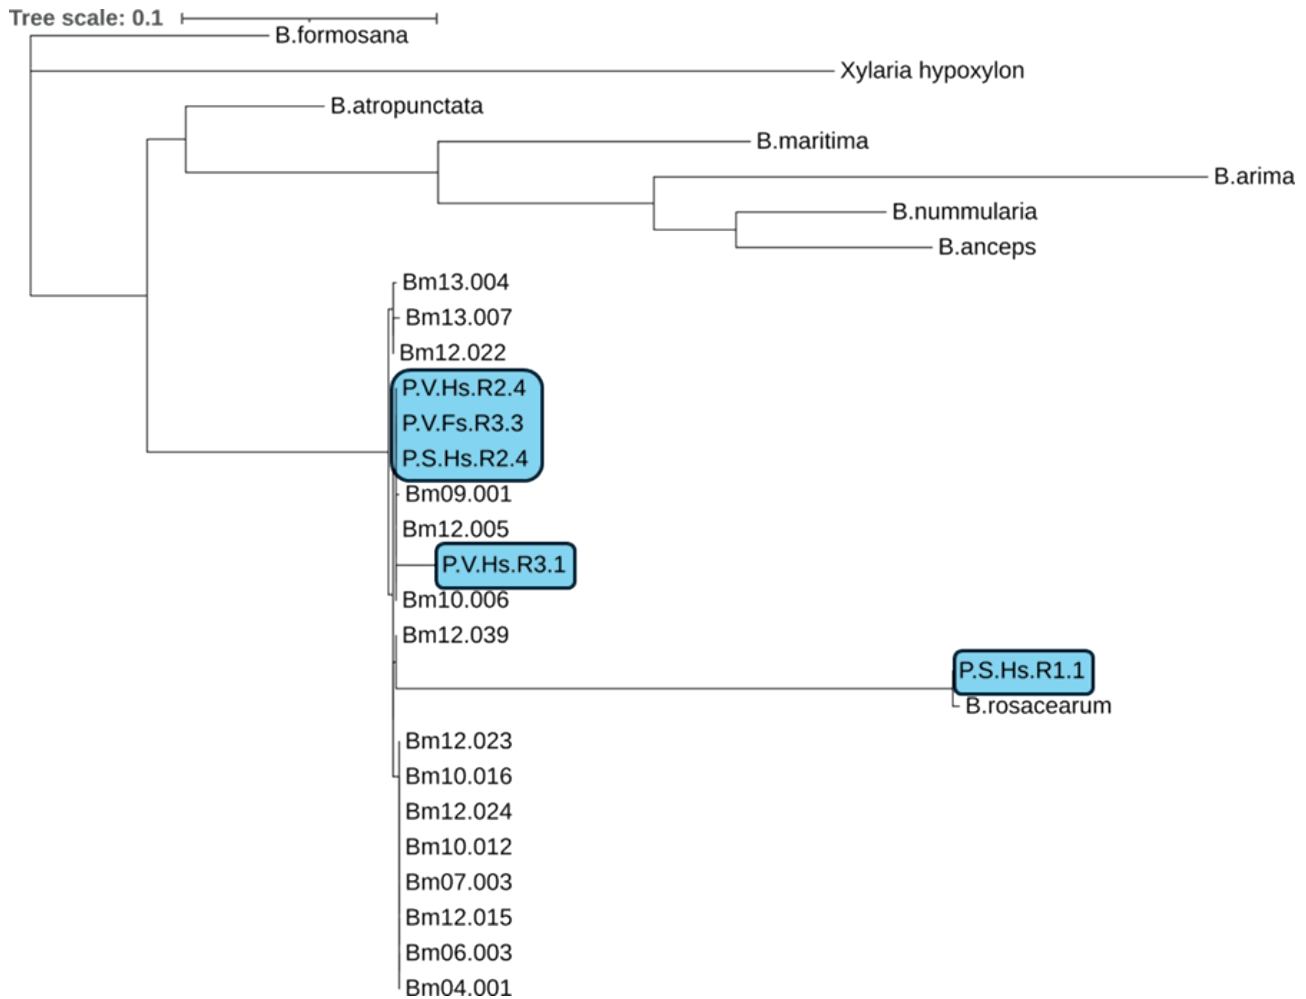 Tree scale: 0.1
B.formosana
Xylaria hypoxylon
B.atropunctata
B.maritima
B.arima
B.nummularia
B.anceps
Bm13.004
Bm13.007
Bm12.022
P.V.Hs.R2.4
P.V.Fs.R3.3
P.S.Hs.R2.4
Bm09.001
Bm12.005
P.V.Hs.R3.1
Bm10.006
Bm12.039
P.S.Hs.R1.1
B.rosacearum
Bm12.023
Bm10.016
Bm12.024
Bm10.012
Bm07.003
Bm12.015
Bm06.003
Bm04.001